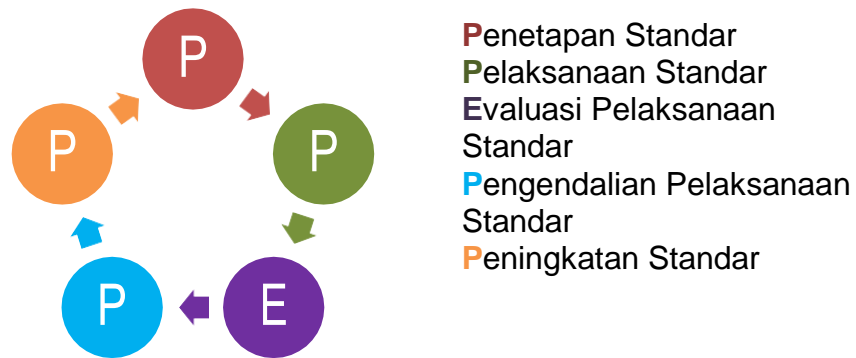 P
P
E
P
P
Penetapan Standar
Pelaksanaan Standar
Evaluasi Pelaksanaan
Standar
Pengendalian Pelaksanaan
Standar
Peningkatan Standar